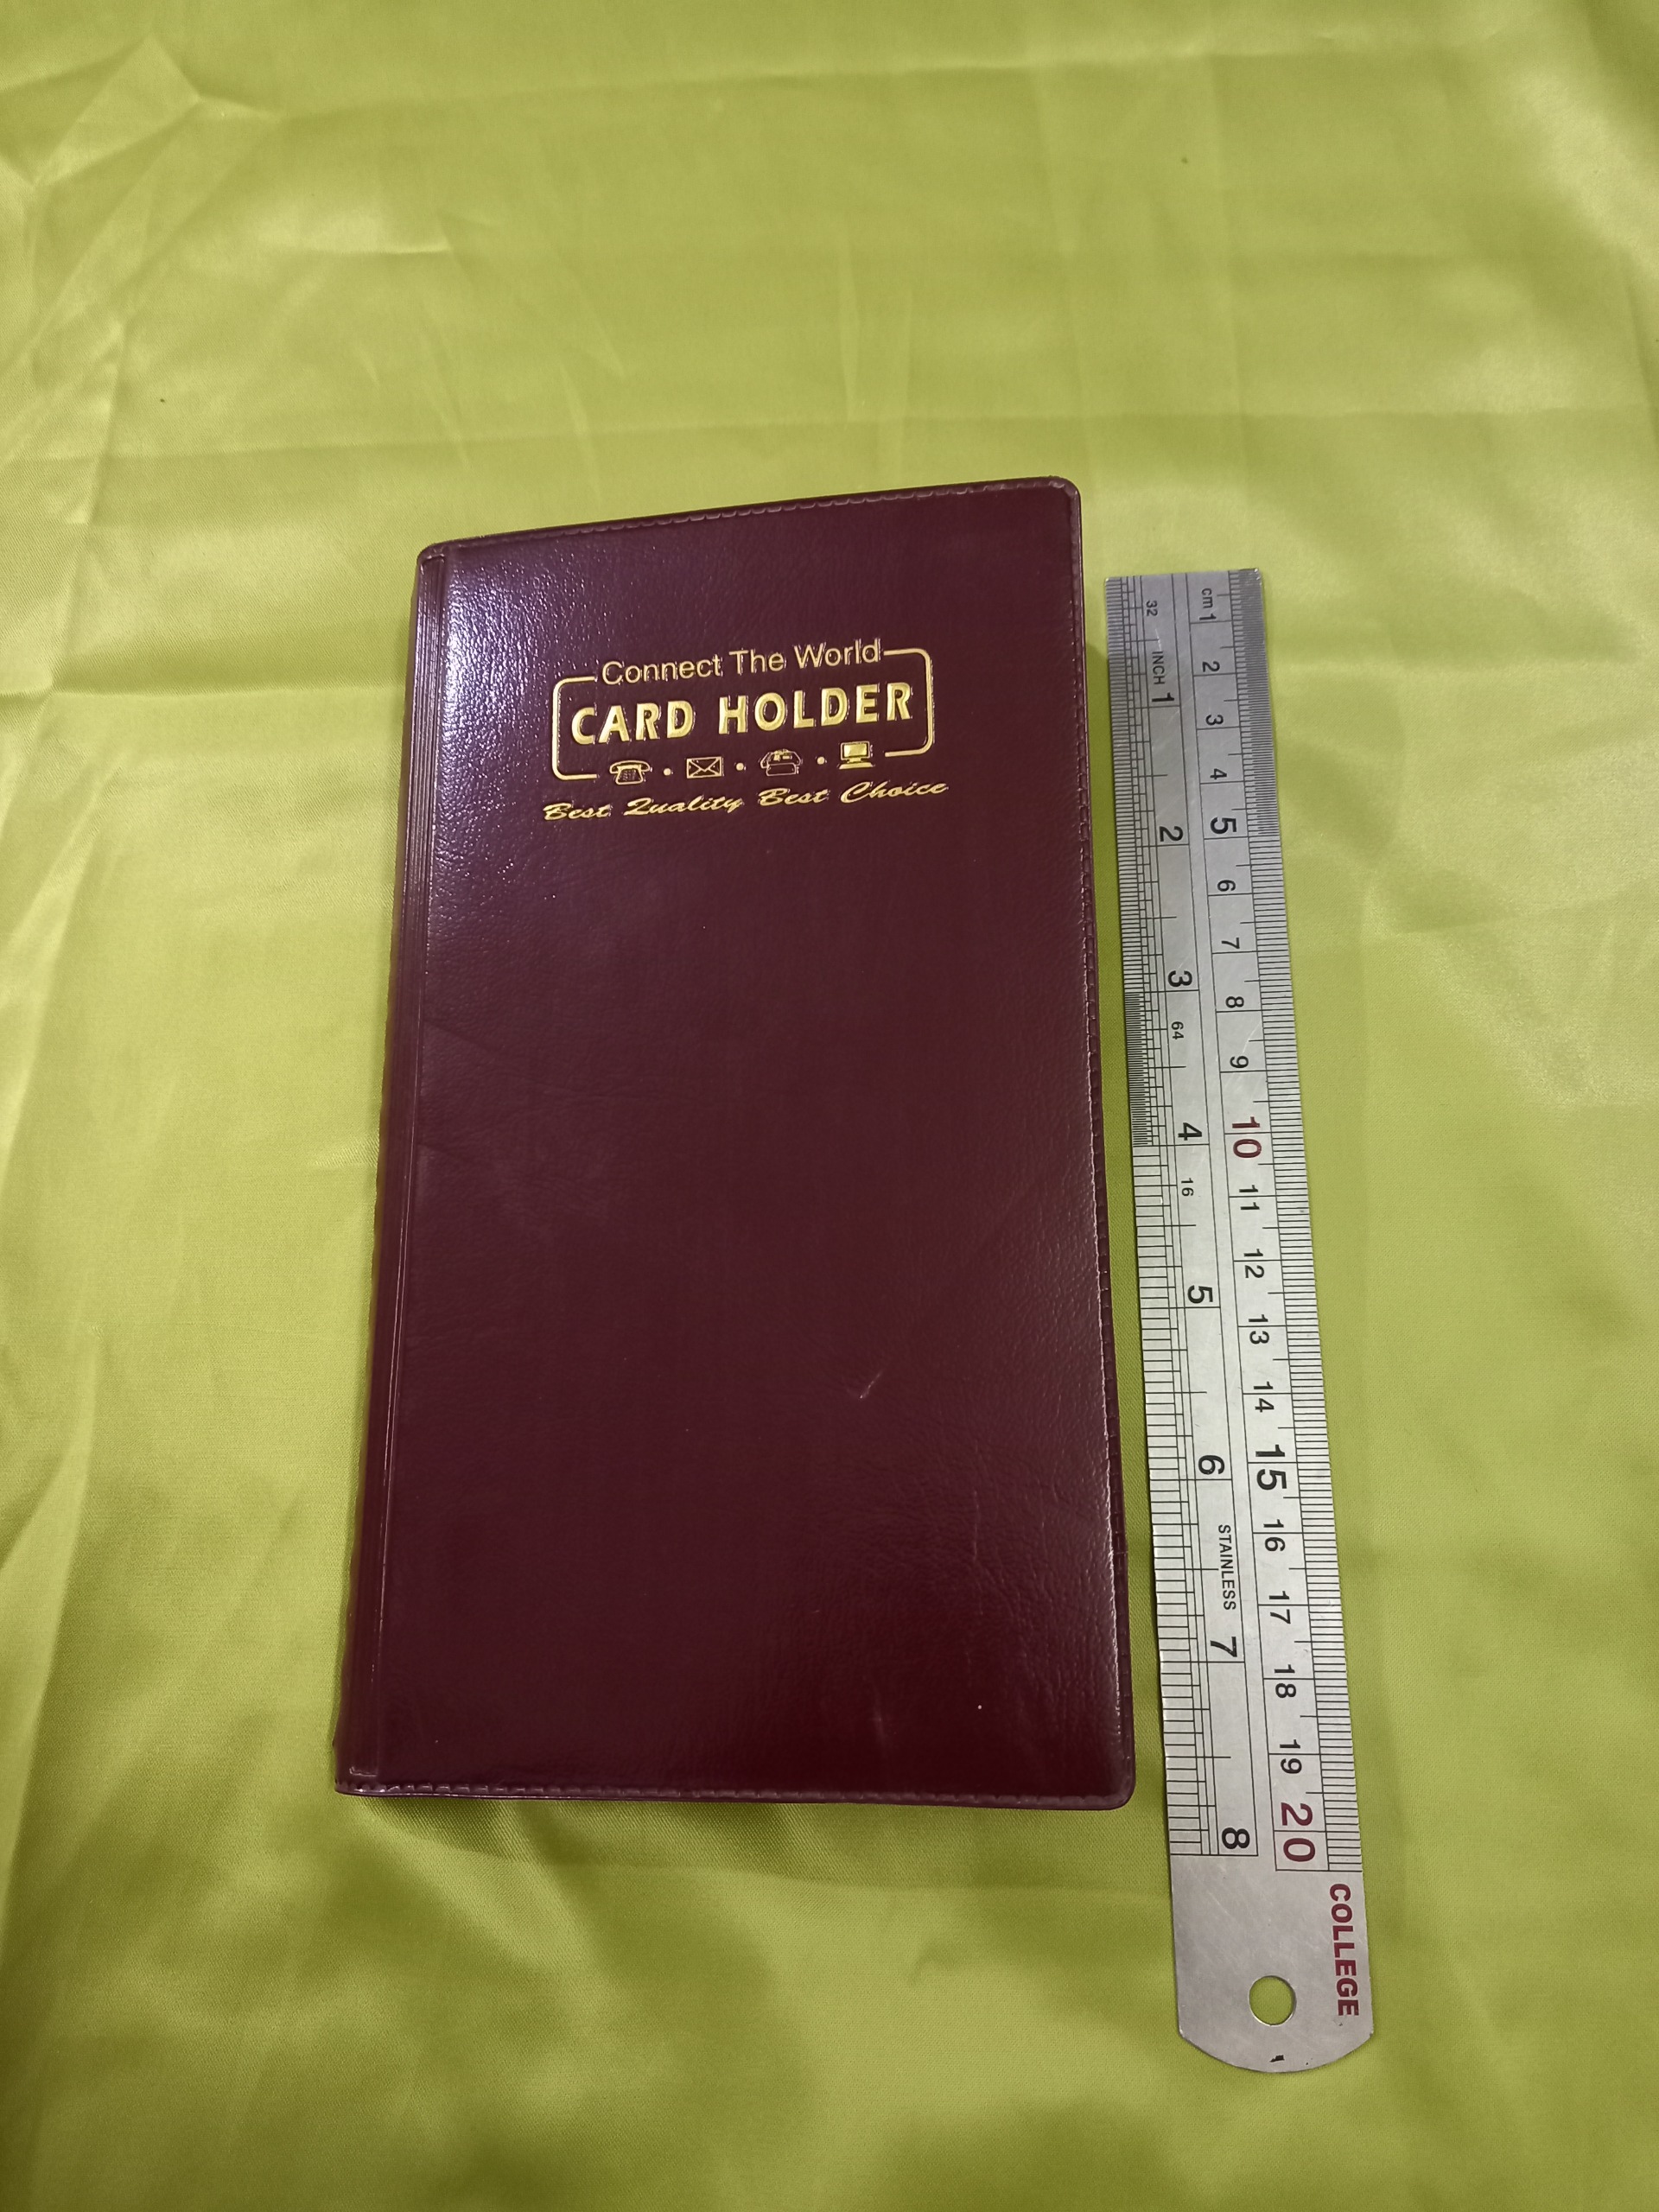 Connect The World
CARD HOLDER
Best Quality Best Choice
cm 1 2 3 4 5 6 7 8 9 10 11 12 13 14 15 16 17 18 19 20
32 INCH 1 2 3 64 4 16 5 6 STAINLESS 7 8
COLLEGE